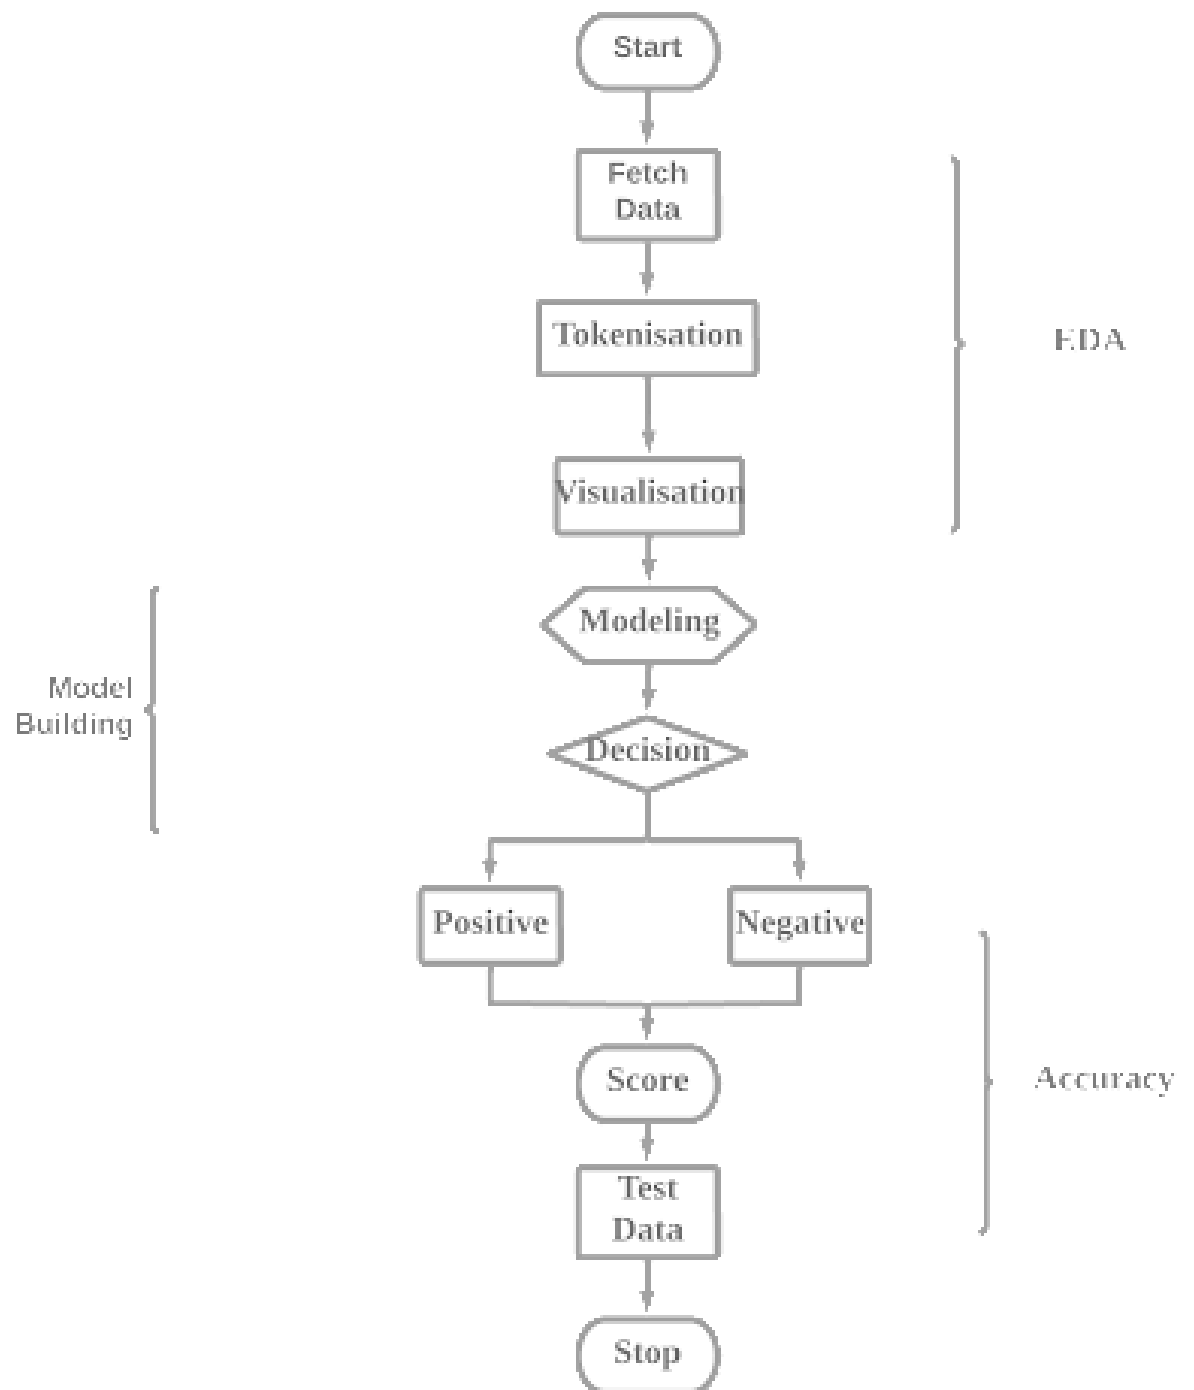 Start
Fetch
Data
Tokenisation
EDA
Visualisation
Modeling
Model
Building
Decision
Positive
Negative
Score
Accuracy
Test
Data
Stop